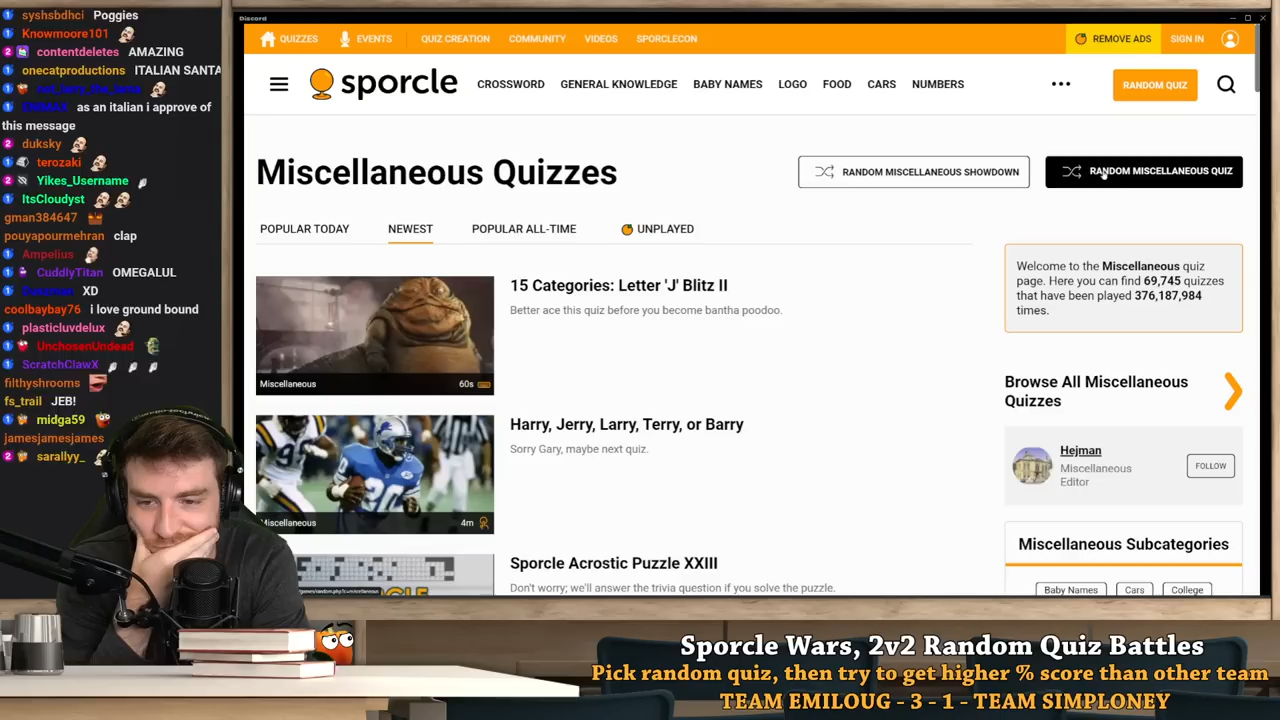 syshsbdhci Poggies
Knowmoore101
contentdeletes AMAZING
onecatproductions ITALIAN SANTA
as an italian i approve of
this message
duksky
terozaki
Yikes_Username
ItsCloudyst
gman384647
pouyapourmehran clap
Ampelius
CuddlyTitan OMEGALUL
XD
coolbaybay76 i love ground bound
plasticluvdelux
UnchosenUndead
ScratchClawX
filthyshrooms
fs_trail JEB!
midga59
jamesjamesjames
sarallyy_
Discord
QUIZZES EVENTS QUIZ CREATION COMMUNITY VIDEOS SPORCLECON REMOVE ADS SIGN IN
sporcle CROSSWORD GENERAL KNOWLEDGE BABY NAMES LOGO FOOD CARS NUMBERS RANDOM QUIZ
Miscellaneous Quizzes
RANDOM MISCELLANEOUS SHOWDOWN
RANDOM MISCELLANEOUS QUIZ
POPULAR TODAY NEWEST POPULAR ALL-TIME UNPLAYED
15 Categories: Letter 'J' Blitz II
Better ace this quiz before you become bantha poodoo.
Miscellaneous 60s
Harry, Jerry, Larry, Terry, or Barry
Sorry Gary, maybe next quiz.
20
Miscellaneous 4m
Sporcle Acrostic Puzzle XXIII
Don't worry; we'll answer the trivia question if you solve the puzzle.
Welcome to the Miscellaneous quiz
page. Here you can find 69,745 quizzes
that have been played 376,187,984
times.
Browse All Miscellaneous
Quizzes
Hejman
Miscellaneous
Editor
FOLLOW
Miscellaneous Subcategories
Baby Names Cars College
Sporcle Wars, 2v2 Random Quiz Battles
Pick random quiz, then try to get higher % score than other team
TEAM EMILOUG - 3 - 1 - TEAM SIMPLONEY